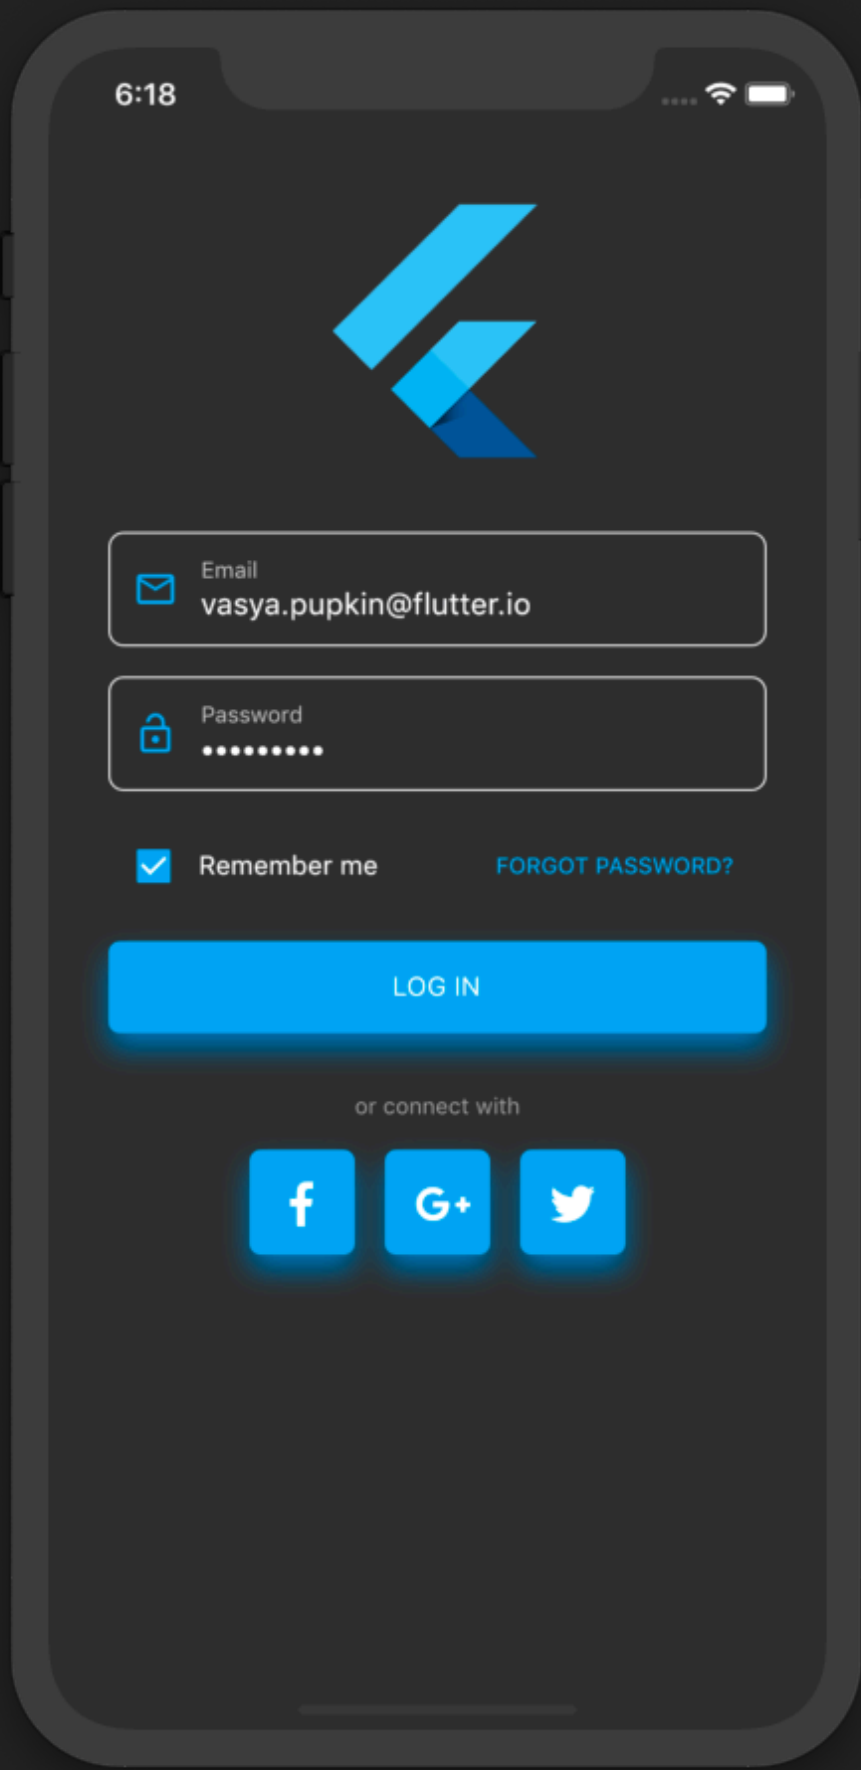 6:18
Email
vasya.pupkin@flutter.io
Password
•••••••••
Remember me
FORGOT PASSWORD?
LOG IN
or connect with
f G+